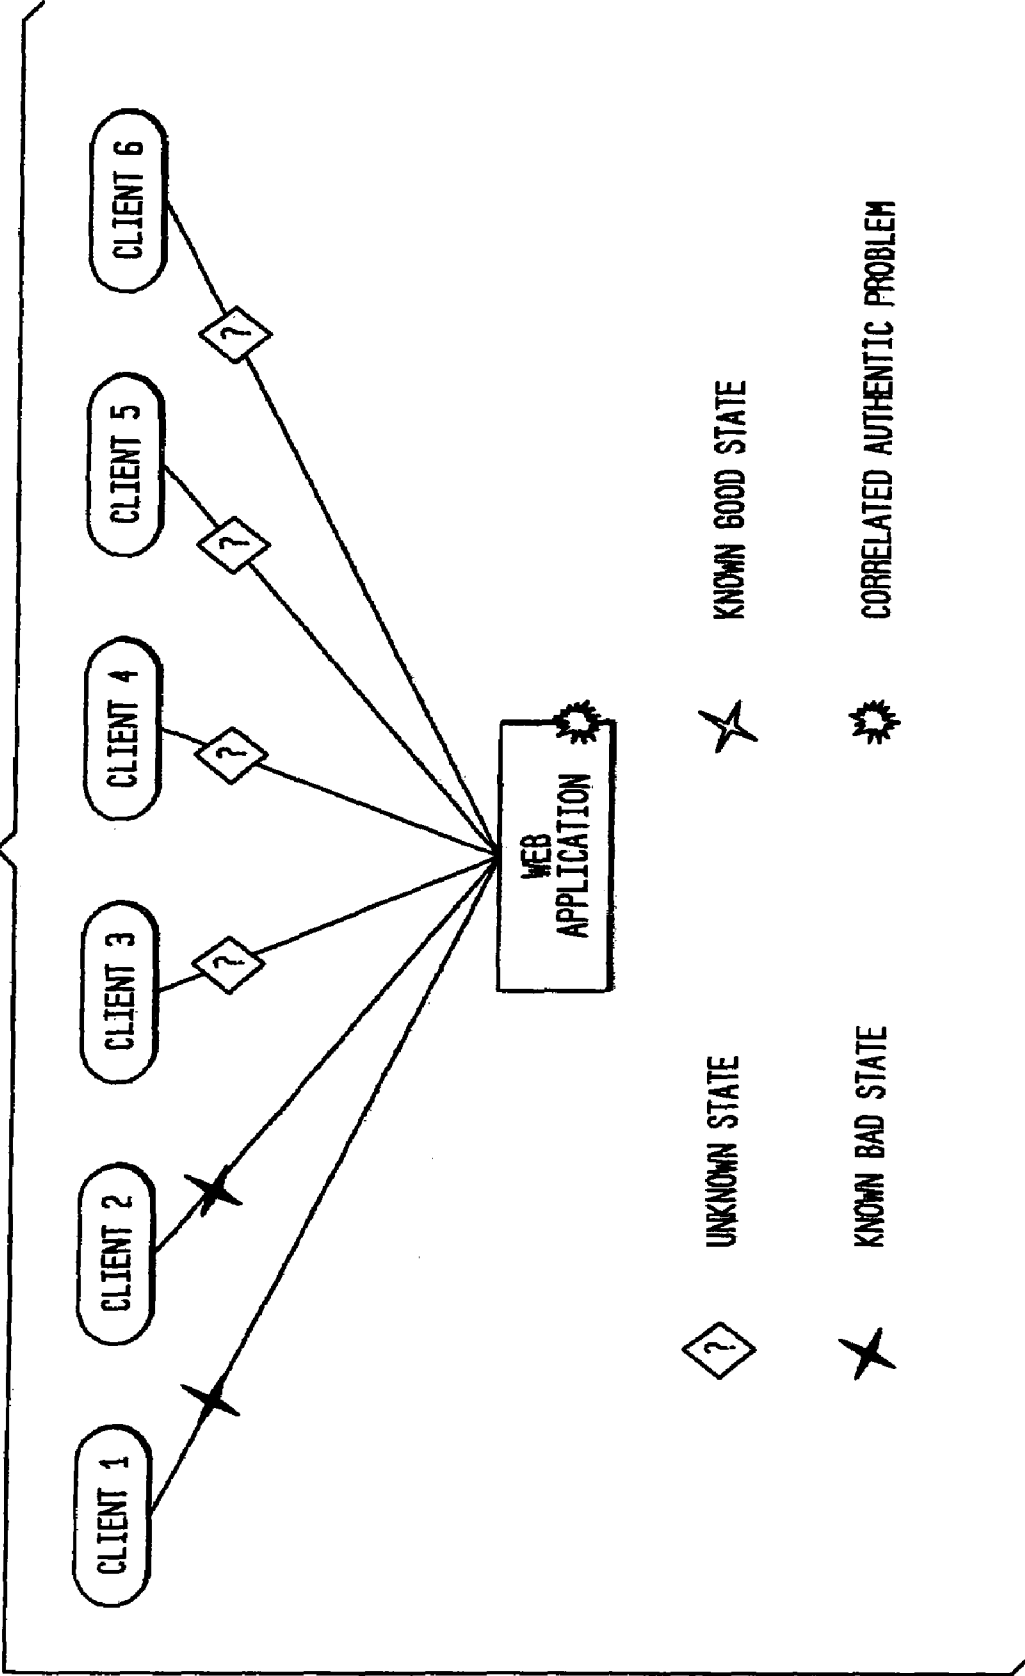 CLIENT 1
CLIENT 2
CLIENT 3
CLIENT 4
CLIENT 5
CLIENT 6
?
?
?
?
WEB
APPLICATION
? UNKNOWN STATE
KNOWN GOOD STATE
KNOWN BAD STATE
CORRELATED AUTHENTIC PROBLEM